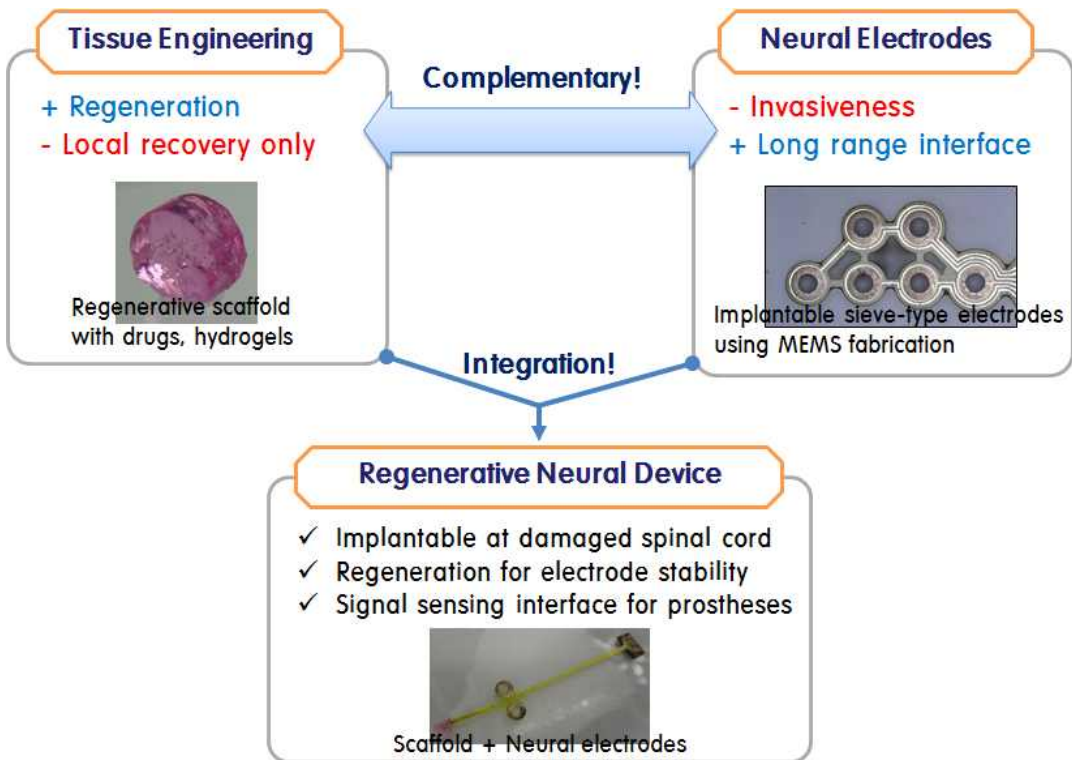 Tissue Engineering
+ Regeneration
- Local recovery only
Regenerative scaffold
with drugs, hydrogels
Complementary!
Neural Electrodes
- Invasiveness
+ Long range interface
Implantable sieve-type electrodes
using MEMS fabrication
Integration!
Regenerative Neural Device
✓ Implantable at damaged spinal cord
✓ Regeneration for electrode stability
✓ Signal sensing interface for prostheses
Scaffold + Neural electrodes